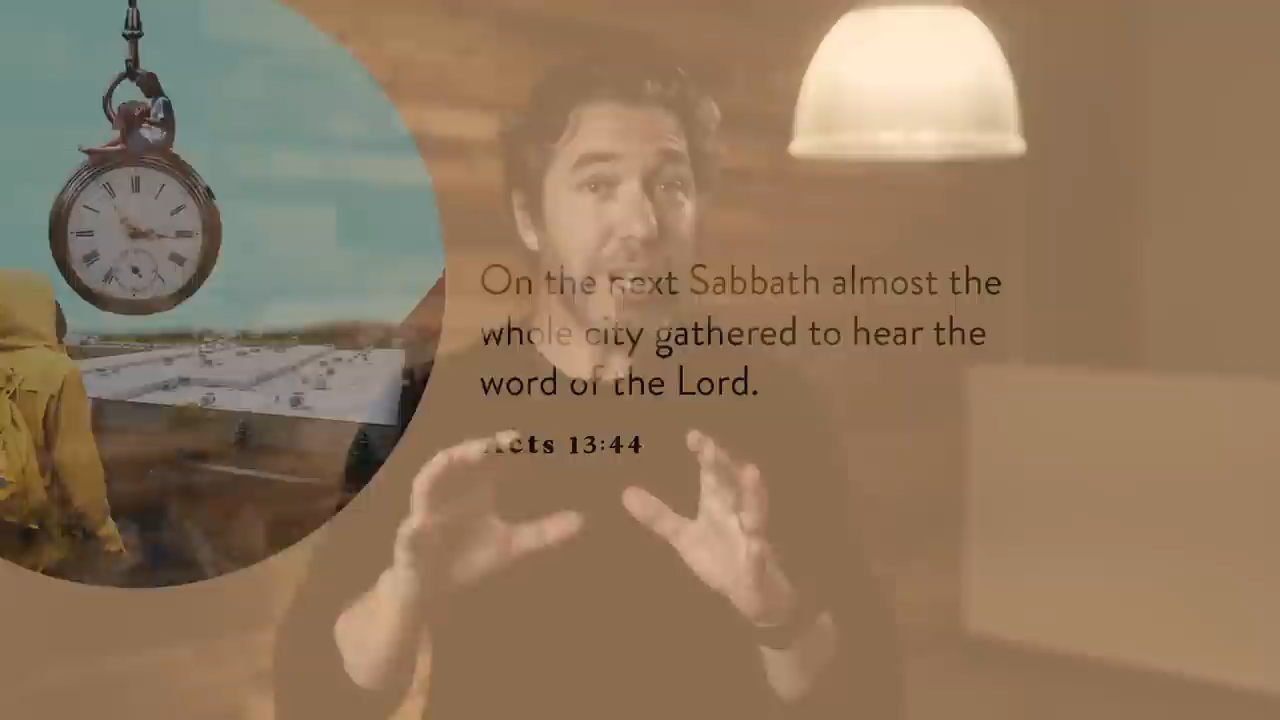 On the next Sabbath almost the
whole city gathered to hear the
word of the Lord.
Acts 13:44